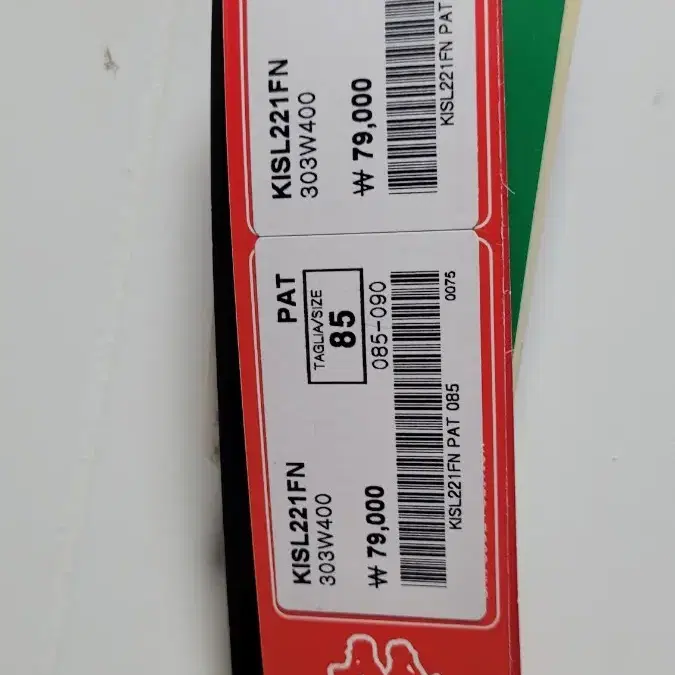 KISL221FN
303W400
₩ 79,000
KISL221FN PAT
PAT
TAGLIA/SIZE
85
085-090
KISL221FN
303W400
₩ 79,000
0075
KISL221FN PAT 085